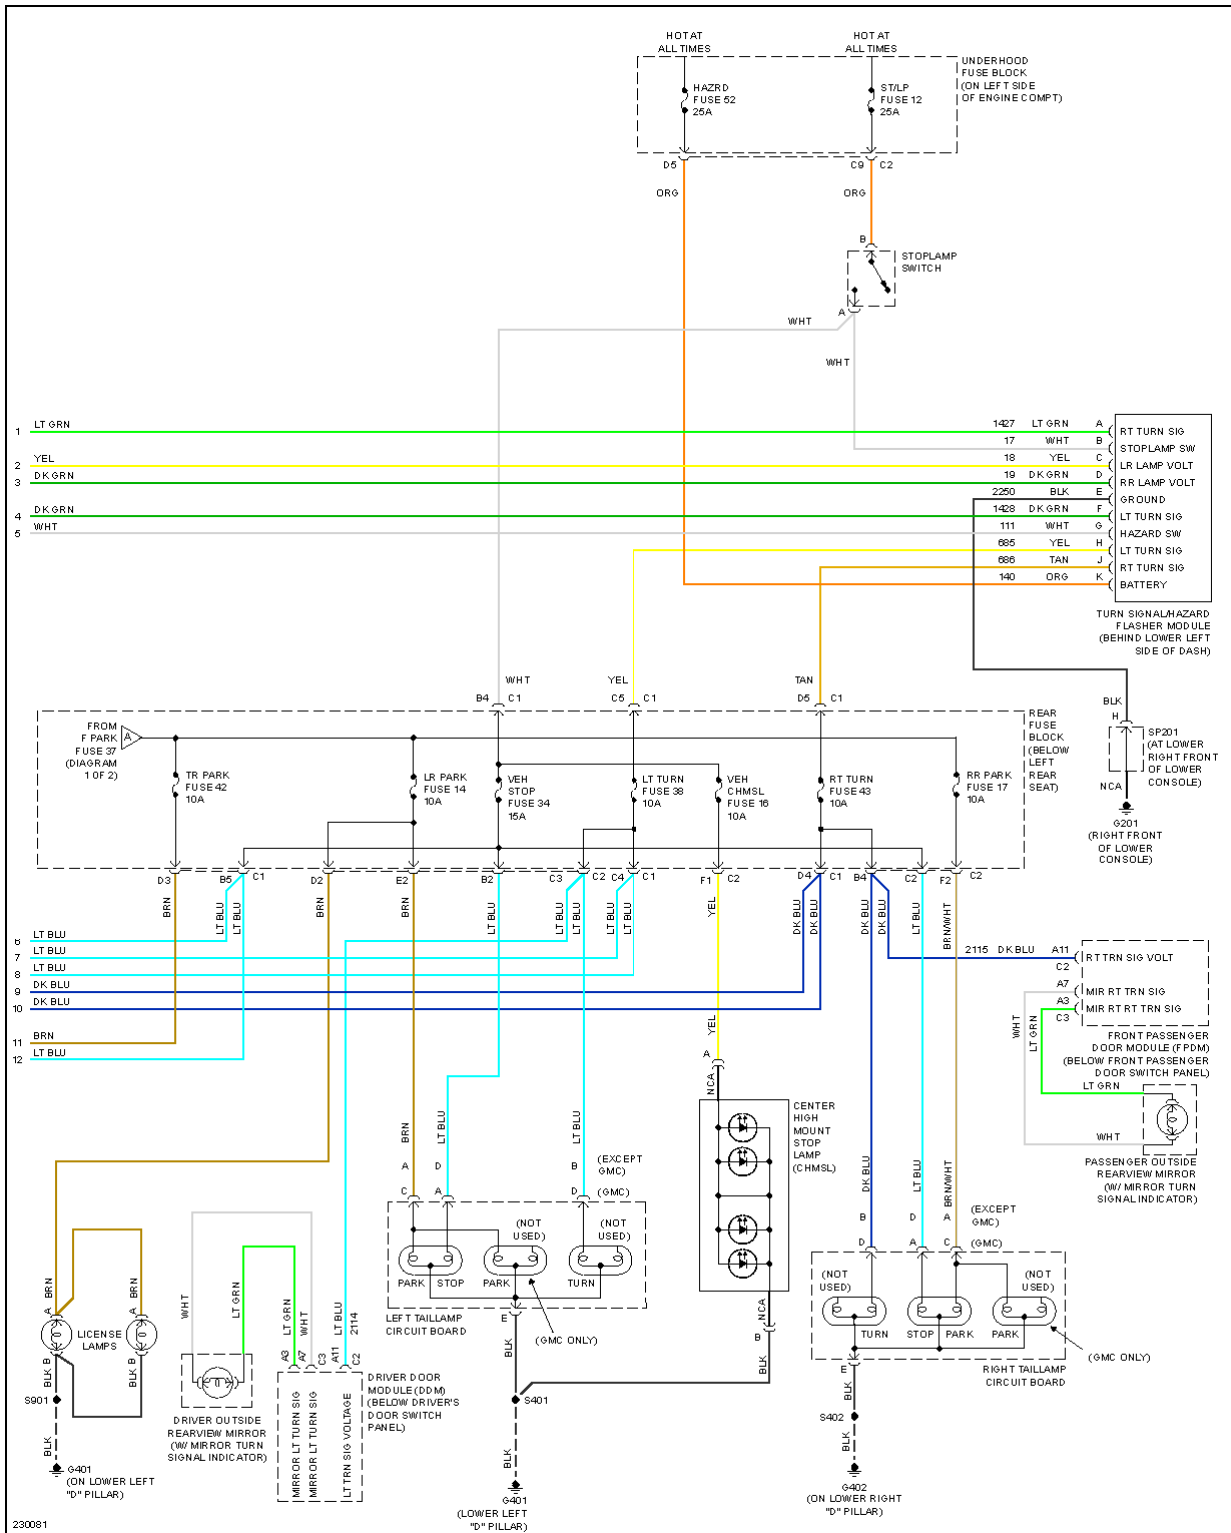 HOT AT
ALL TIMES
HOT AT
ALL TIMES
UNDERHOOD
FUSE BLOCK
(ON LEFT SIDE
OF ENGINE COMPT)
HAZRD
FUSE 52
25A
ST/LP
FUSE 12
25A
D5
C9
C2
ORG
ORG
B
STOPLAMP
SWITCH
A
WHT
WHT
1
LT GRN
1427
LT GRN
A
RT TURN SIG
17
WHT
B
STOPLAMP SW
2
YEL
18
YEL
C
LR LAMP VOLT
3
DK GRN
19
DK GRN
D
RR LAMP VOLT
2250
BLK
E
GROUND
4
DK GRN
1428
DK GRN
F
LT TURN SIG
5
WHT
111
WHT
G
HAZARD SW
685
YEL
H
LT TURN SIG
686
TAN
J
RT TURN SIG
140
ORG
K
BATTERY
TURN SIGNAL/HAZARD
FLASHER MODULE
(BEHIND LOWER LEFT
SIDE OF DASH)
WHT
B4
C1
YEL
C5
C1
TAN
D5
C1
BLK
H
SP201
(AT LOWER
RIGHT FRONT
OF LOWER
CONSOLE)
NCA
G201
(RIGHT FRONT
OF LOWER
CONSOLE)
REAR
FUSE
BLOCK
(BELOW
LEFT
REAR
SEAT)
FROM
F PARK
FUSE 37
(DIAGRAM
1 OF 2)
A
TR PARK
FUSE 42
10A
LR PARK
FUSE 14
10A
VEH
STOP
FUSE 34
15A
LT TURN
FUSE 38
10A
VEH
CHMSL
FUSE 16
10A
RT TURN
FUSE 43
10A
RR PARK
FUSE 17
10A
D3
B5
C1
D2
E2
B2
C3
C2
C4
C1
F1
C2
D4
C1
B4
C2
F2
C2
BRN
LT BLU
LT BLU
BRN
BRN
LT BLU
LT BLU
LT BLU
LT BLU
YEL
DK BLU
DK BLU
DK BLU
DK BLU
LT BLU
BRN/WHT
6
LT BLU
7
LT BLU
8
LT BLU
9
DK BLU
10
DK BLU
11
BRN
12
LT BLU
2115
DK BLU
A11
RT TRN SIG VOLT
C2
A7
MIR RT TRN SIG
A3
MIR RT RT TRN SIG
C3
WHT
LT GRN
FRONT PASSENGER
DOOR MODULE (FPDM)
(BELOW FRONT PASSENGER
DOOR SWITCH PANEL)
LT GRN
WHT
PASSENGER OUTSIDE
REARVIEW MIRROR
(W/ MIRROR TURN
SIGNAL INDICATOR)
YEL
A
NCA
CENTER
HIGH
MOUNT
STOP
LAMP
(CHMSL)
NCA
B
BLK
BRN
LT BLU
LT BLU
A
D
B
(EXCEPT
GMC)
C
A
D
(GMC)
(NOT
USED)
(NOT
USED)
PARK
STOP
PARK
TURN
LEFT TAILLAMP
CIRCUIT BOARD
(GMC ONLY)
E
BLK
S401
BLK
G401
(LOWER LEFT
"D" PILLAR)
DK BLU
LT BLU
BRN/WHT
B
D
A
(EXCEPT
GMC)
D
A
C
(GMC)
(NOT
USED)
(NOT
USED)
TURN
STOP
PARK
PARK
(GMC ONLY)
RIGHT TAILLAMP
CIRCUIT BOARD
E
BLK
S402
BLK
G402
(ON LOWER RIGHT
"D" PILLAR)
BRN
BRN
A
A
LICENSE
LAMPS
B
B
BLK
BLK
S901
BLK
G401
(ON LOWER LEFT
"D" PILLAR)
WHT
LT GRN
LT GRN
WHT
LT BLU
2114
A3
A7
C3
A11
C2
DRIVER OUTSIDE
REARVIEW MIRROR
(W/ MIRROR TURN
SIGNAL INDICATOR)
MIRROR LT TURN SIG
MIRROR LT TURN SIG
LT TRN SIG VOLTAGE
DRIVER DOOR
MODULE (DDM)
(BELOW DRIVER'S
DOOR SWITCH
PANEL)
230081